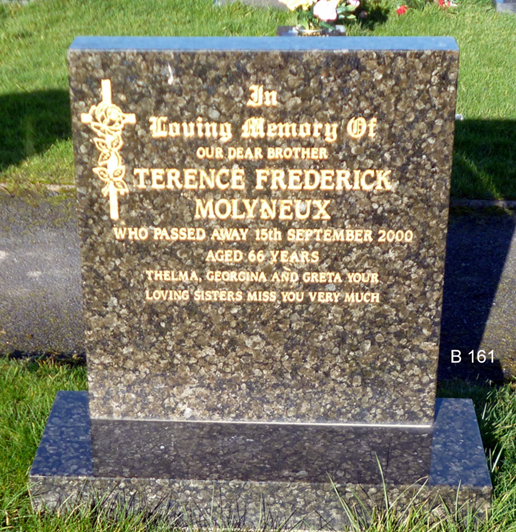 In
Loving Memory Of
OUR DEAR BROTHER
TERENCE FREDERICK
MOLYNEUX
WHO PASSED AWAY 15th SEPTEMBER 2000
AGED 66 YEARS
THELMA, GEORGINA AND GRETA YOUR
LOVING SISTERS MISS YOU VERY MUCH
B 161